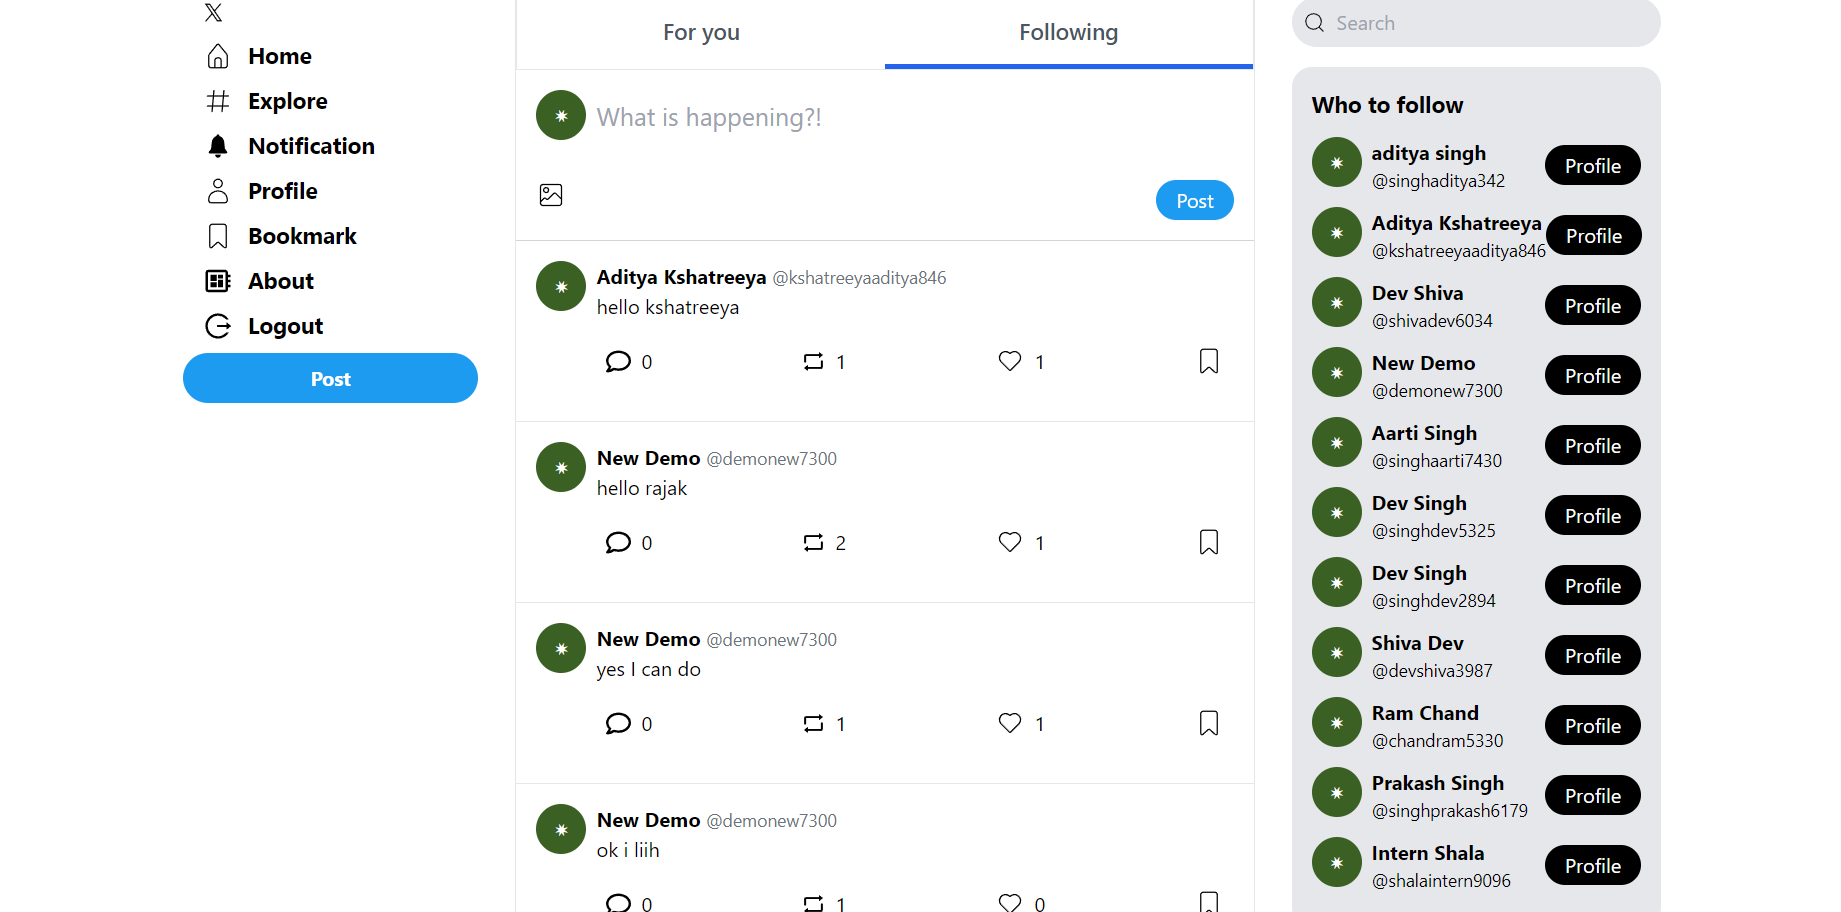 Home
Explore
Notification
Profile
Bookmark
About
Logout
Post
For you
Following
What is happening?!
Post
Aditya Kshatreeya @kshatreeyaaditya846
hello kshatreeya
0 1 1
New Demo @demonew7300
hello rajak
0 2 1
New Demo @demonew7300
yes I can do
0 1 1
New Demo @demonew7300
ok i liih
0 1 0
Search
Who to follow
aditya singh
@singhaditya342
Profile
Aditya Kshatreeya
@kshatreeyaaditya846
Profile
Dev Shiva
@shivadev6034
Profile
New Demo
@demonew7300
Profile
Aarti Singh
@singhaarti7430
Profile
Dev Singh
@singhdev5325
Profile
Dev Singh
@singhdev2894
Profile
Shiva Dev
@devshiva3987
Profile
Ram Chand
@chandram5330
Profile
Prakash Singh
@singhprakash6179
Profile
Intern Shala
@shalaintern9096
Profile